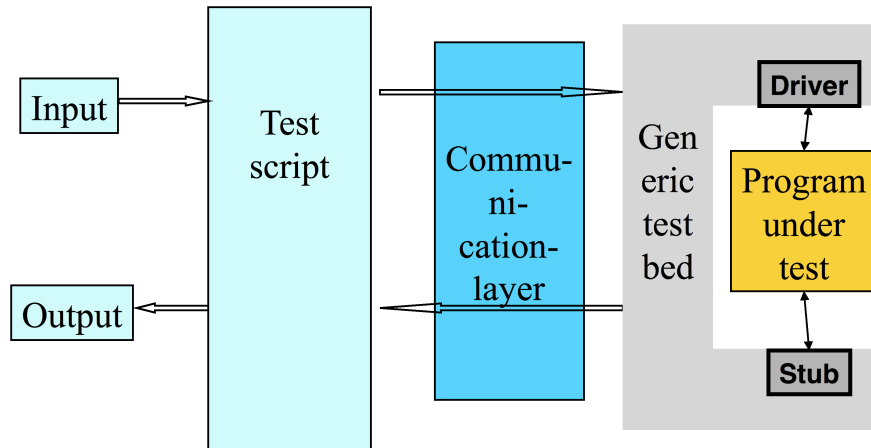 Input
Output
Test
script
Commu-
ni-
cation-
layer
Gen
eric
test
bed
Driver
Program
under
test
Stub